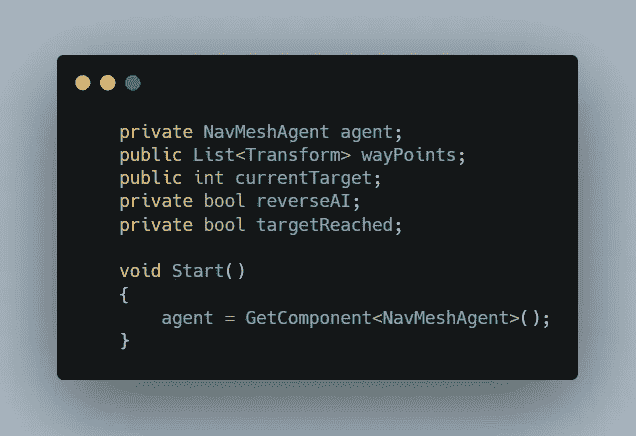 private NavMeshAgent agent;
public List<Transform> wayPoints;
public int currentTarget;
private bool reverseAI;
private bool targetReached;
void Start()
{
agent = GetComponent<NavMeshAgent>();
}